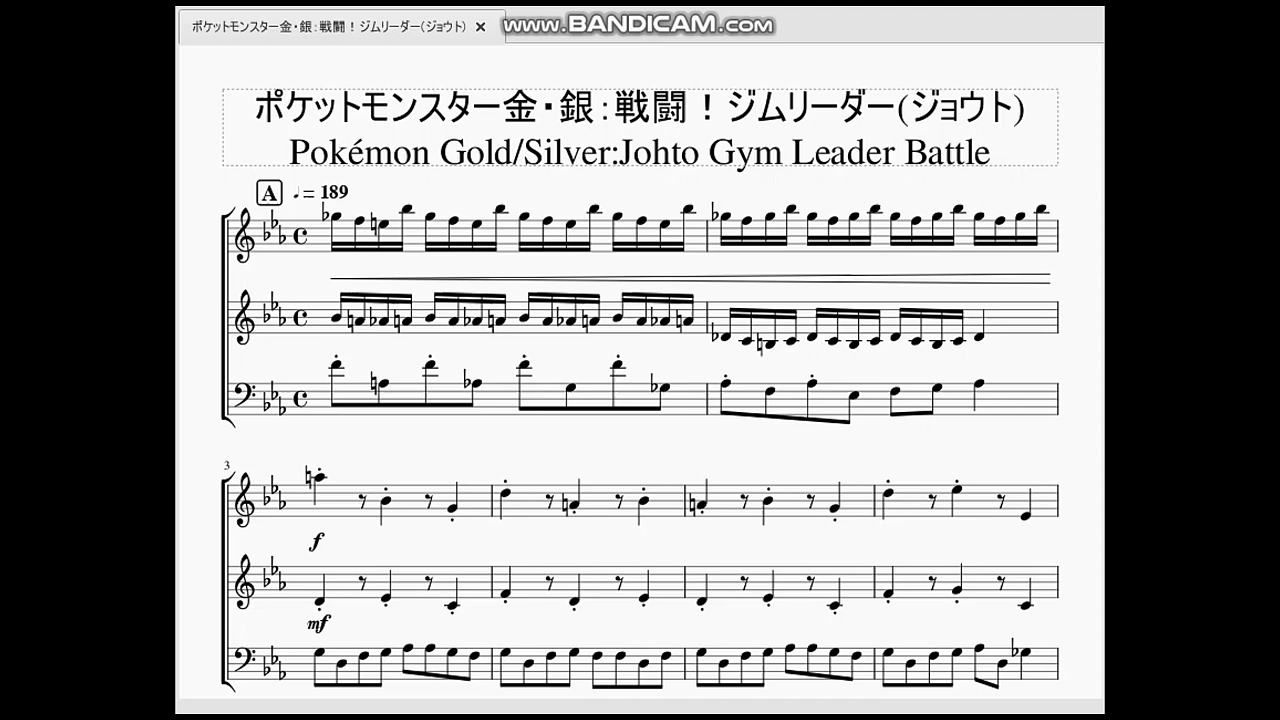 ポケットモンスター金・銀：戦闘！ジムリーダー(ジョウト) ×
www.BANDICAM.com
ポケットモンスター金・銀：戦闘！ジムリーダー(ジョウト)
Pokémon Gold/Silver:Johto Gym Leader Battle
A ♩= 189
3
f
mf